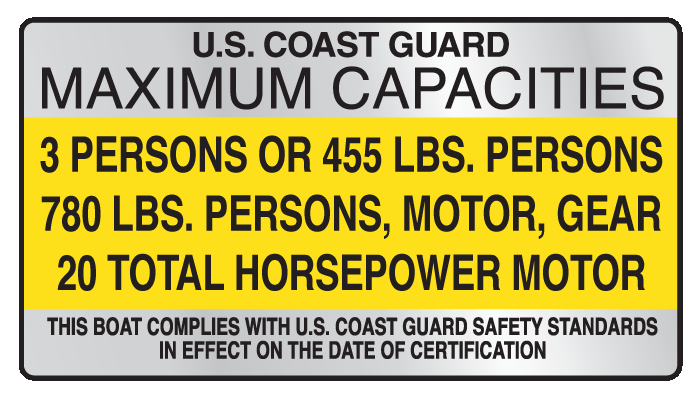 U.S. COAST GUARD
MAXIMUM CAPACITIES
3 PERSONS OR 455 LBS. PERSONS
780 LBS. PERSONS, MOTOR, GEAR
20 TOTAL HORSEPOWER MOTOR
THIS BOAT COMPLIES WITH U.S. COAST GUARD SAFETY STANDARDS
IN EFFECT ON THE DATE OF CERTIFICATION